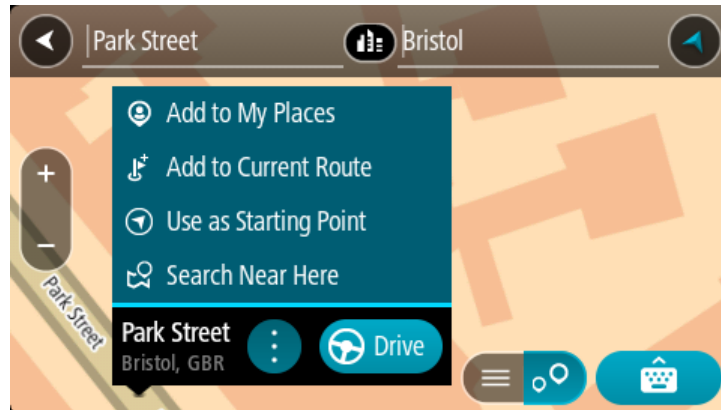 Park Street
Bristol
Add to My Places
Add to Current Route
Use as Starting Point
Search Near Here
+
−
Park Street
Park Street
Bristol, GBR
Drive